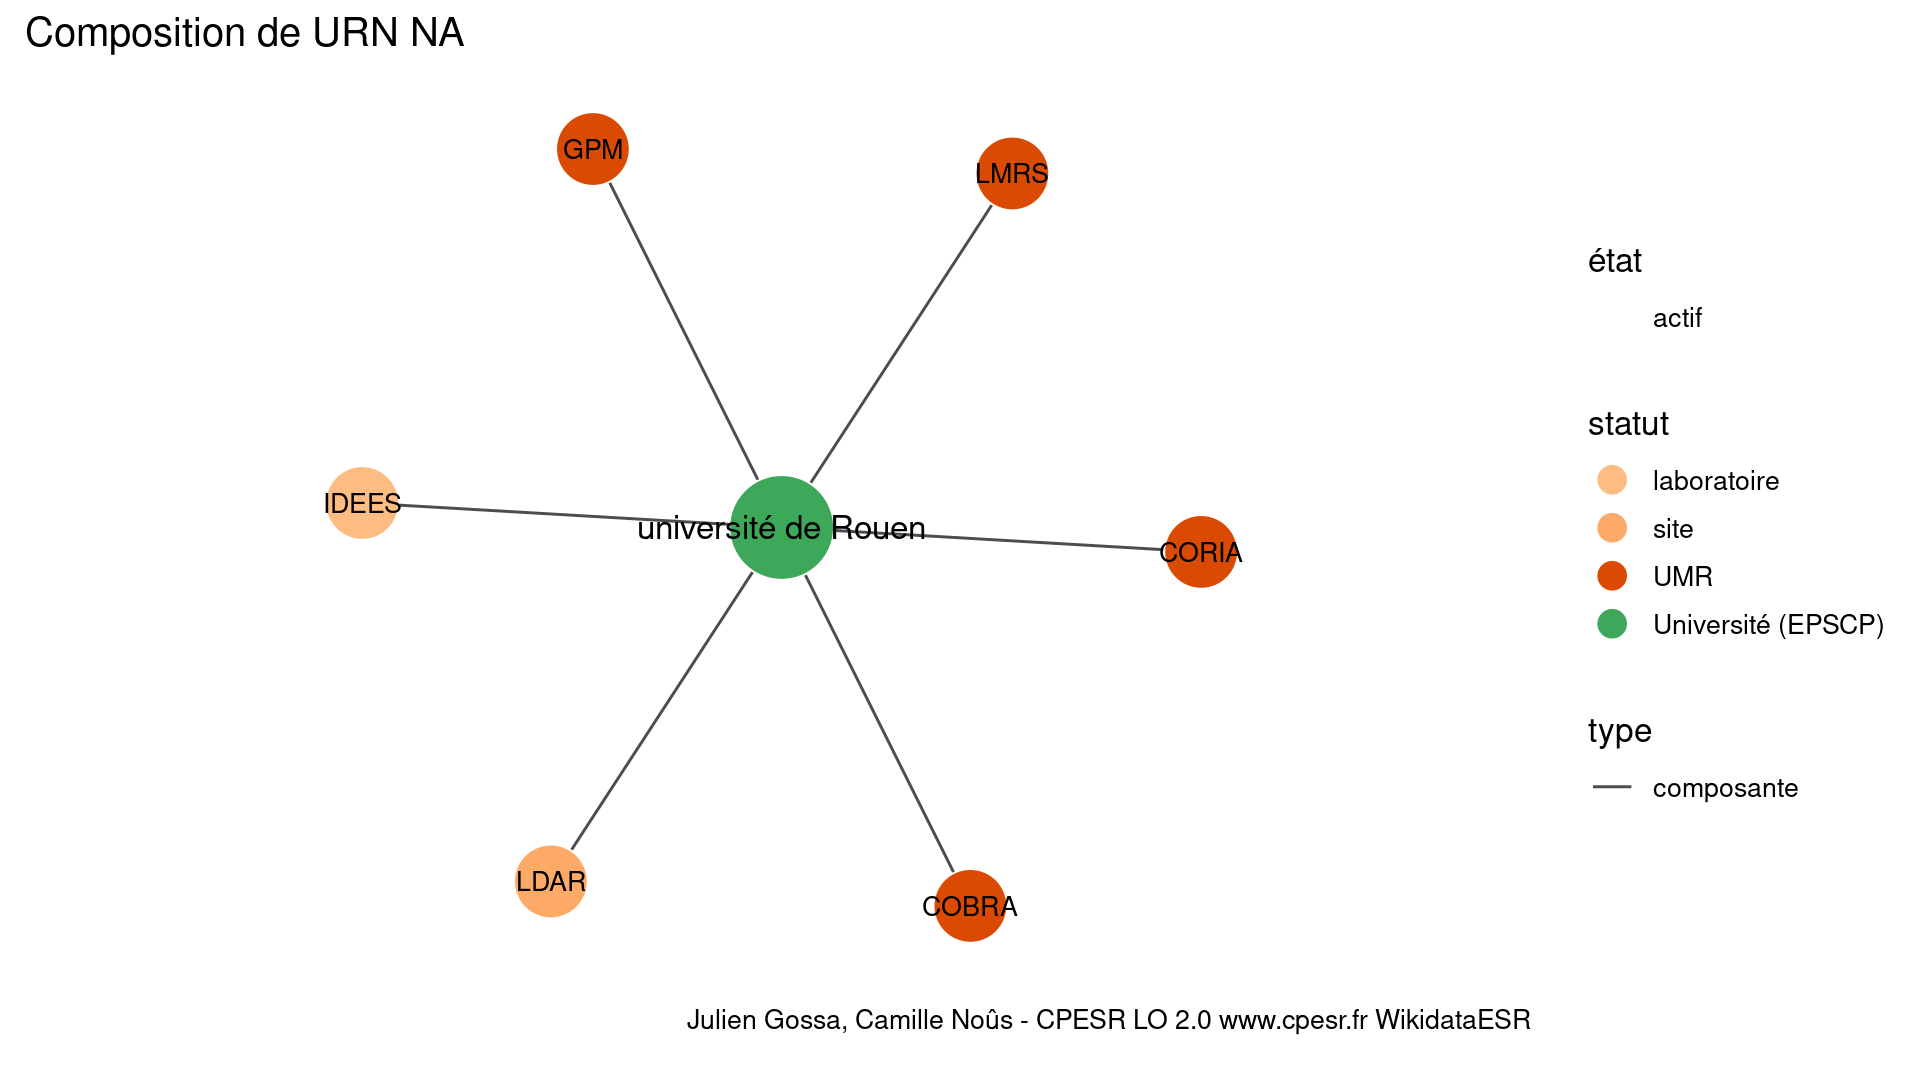 Composition de URN NA
GPM
LMRS
IDEES
université de Rouen
CORIA
LDAR
COBRA
état
actif
statut
laboratoire
site
UMR
Université (EPSCP)
type
composante
Julien Gossa, Camille Noûs - CPESR LO 2.0 www.cpesr.fr WikidataESR